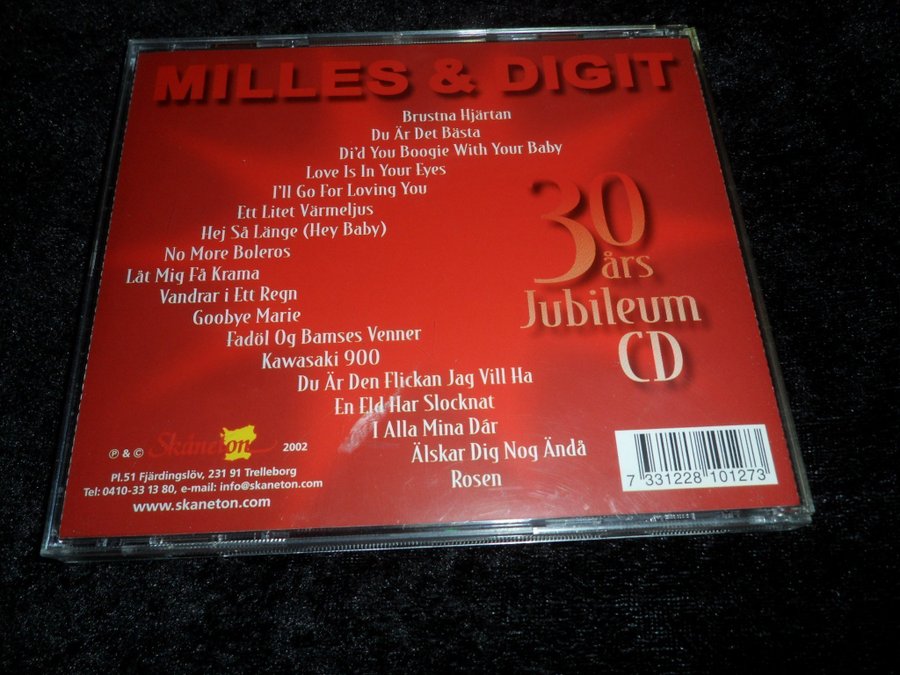 MILLES & DIGIT
Brustna Hjärtan
Du Är Det Bästa
Di'd You Boogie With Your Baby
Love Is In Your Eyes
I'll Go For Loving You
Ett Litet Värmeljus
Hej Så Länge (Hey Baby)
No More Boleros
Låt Mig Få Krama
Vandrar i Ett Regn
Goobye Marie
Fadöl Og Bamses Venner
Kawasaki 900
Du Är Den Flickan Jag Vill Ha
En Eld Har Slocknat
I Alla Mina Dår
Älskar Dig Nog Ändå
Rosen
30
års
Jubileum
CD
℗ & © Skåneton 2002
Pl.51 Fjärdingslöv, 231 91 Trelleborg
Tel: 0410-33 13 80, e-mail: info@skaneton.com
www.skaneton.com
7 331228 101273